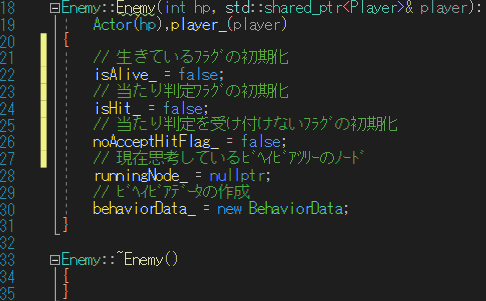 18 Enemy::Enemy(int hp, std::shared_ptr<Player>& player):
19 Actor(hp),player_(player)
20 {
21 // 生きているﾌﾗｸﾞの初期化
22 isAlive_ = false;
23 // 当たり判定ﾌﾗｸﾞの初期化
24 isHit_ = false;
25 // 当たり判定を受け付けないﾌﾗｸﾞの初期化
26 noAcceptHitFlag_ = false;
27 // 現在思考しているﾋﾞﾍｲﾋﾞｱﾂﾘｰのﾉｰﾄﾞ
28 runningNode_ = nullptr;
29 // ﾋﾞﾍｲﾋﾞｱﾃﾞｰﾀの作成
30 behaviorData_ = new BehaviorData;
31 }
32
33 Enemy::~Enemy()
34 {
35 }